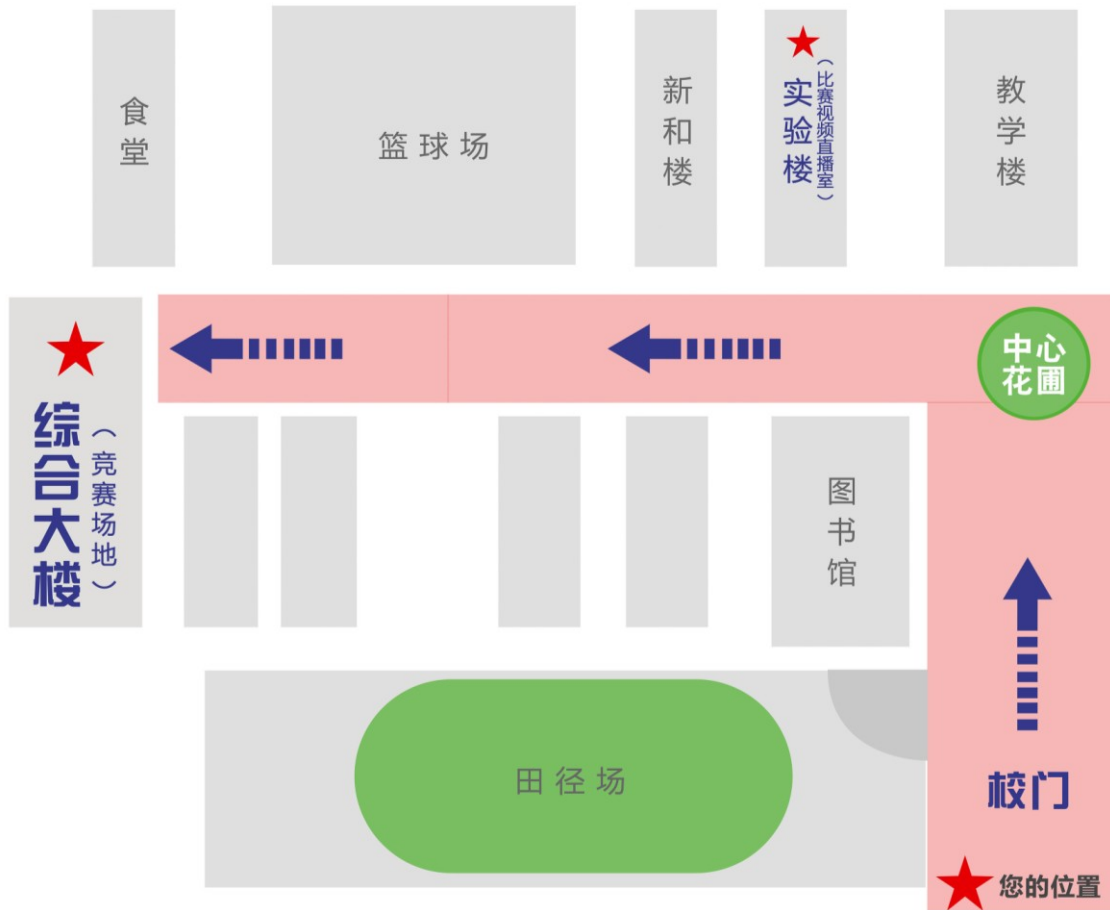 食堂
篮球场
新和楼
实验楼
（比赛视频直播室）
教学楼
中心
花圃
综合大楼
（竞赛场地）
图书馆
田径场
校门
您的位置